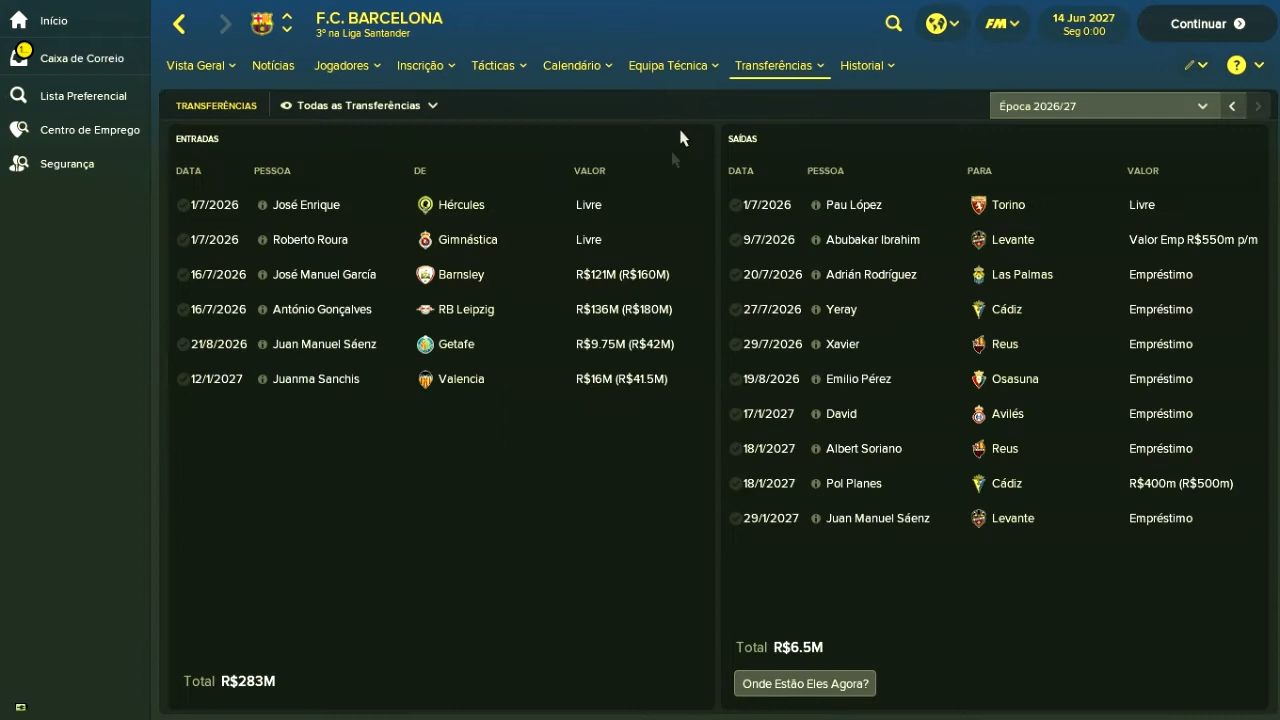 Início
Caixa de Correio
Lista Preferencial
Centro de Emprego
Segurança
F.C. BARCELONA
3º na Liga Santander
FM
14 Jun 2027
Seg 0:00
Continuar
Vista Geral Notícias Jogadores Inscrição Tácticas Calendário Equipa Técnica Transferências Historial
?
TRANSFERÊNCIAS Todas as Transferências
Época 2026/27
ENTRADAS
DATA PESSOA DE VALOR
1/7/2026 José Enrique Hércules Livre
1/7/2026 Roberto Roura Gimnástica Livre
16/7/2026 José Manuel García Barnsley R$121M (R$160M)
16/7/2026 António Gonçalves RB Leipzig R$136M (R$180M)
21/8/2026 Juan Manuel Sáenz Getafe R$9.75M (R$42M)
12/1/2027 Juanma Sanchis Valencia R$16M (R$41.5M)
Total R$283M
SAÍDAS
DATA PESSOA PARA VALOR
1/7/2026 Pau López Torino Livre
9/7/2026 Abubakar Ibrahim Levante Valor Emp R$550m p/m
20/7/2026 Adrián Rodríguez Las Palmas Empréstimo
27/7/2026 Yeray Cádiz Empréstimo
29/7/2026 Xavier Reus Empréstimo
19/8/2026 Emilio Pérez Osasuna Empréstimo
17/1/2027 David Avilés Empréstimo
18/1/2027 Albert Soriano Reus Empréstimo
18/1/2027 Pol Planes Cádiz R$400m (R$500m)
29/1/2027 Juan Manuel Sáenz Levante Empréstimo
Total R$6.5M
Onde Estão Eles Agora?